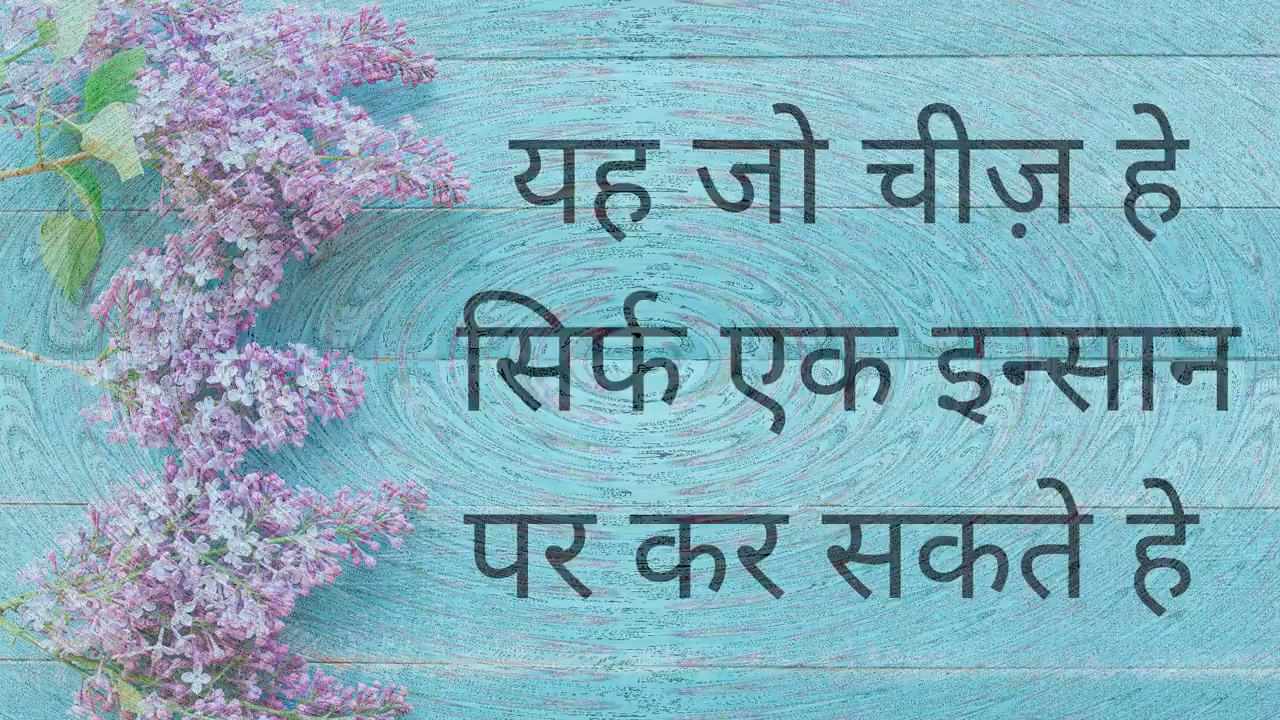 यह जो चीज़ हे
सिर्फ एक इन्सान
पर कर सकते हे